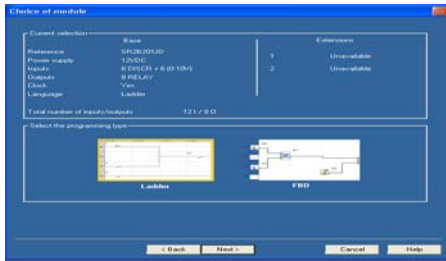 Choice of module
Current selection
Base
Extensions
Reference SR2B201JD
Power supply 12VDC
1 Unavailable
Inputs 6 DISCR + 6 (0-10V)
2 Unavailable
Outputs 8 RELAY
Clock Yes
Language Ladder
Total number of inputs/outputs 12 I / 8 O
Select the programming type
Ladder
FBD
< Back
Next >
Cancel
Help